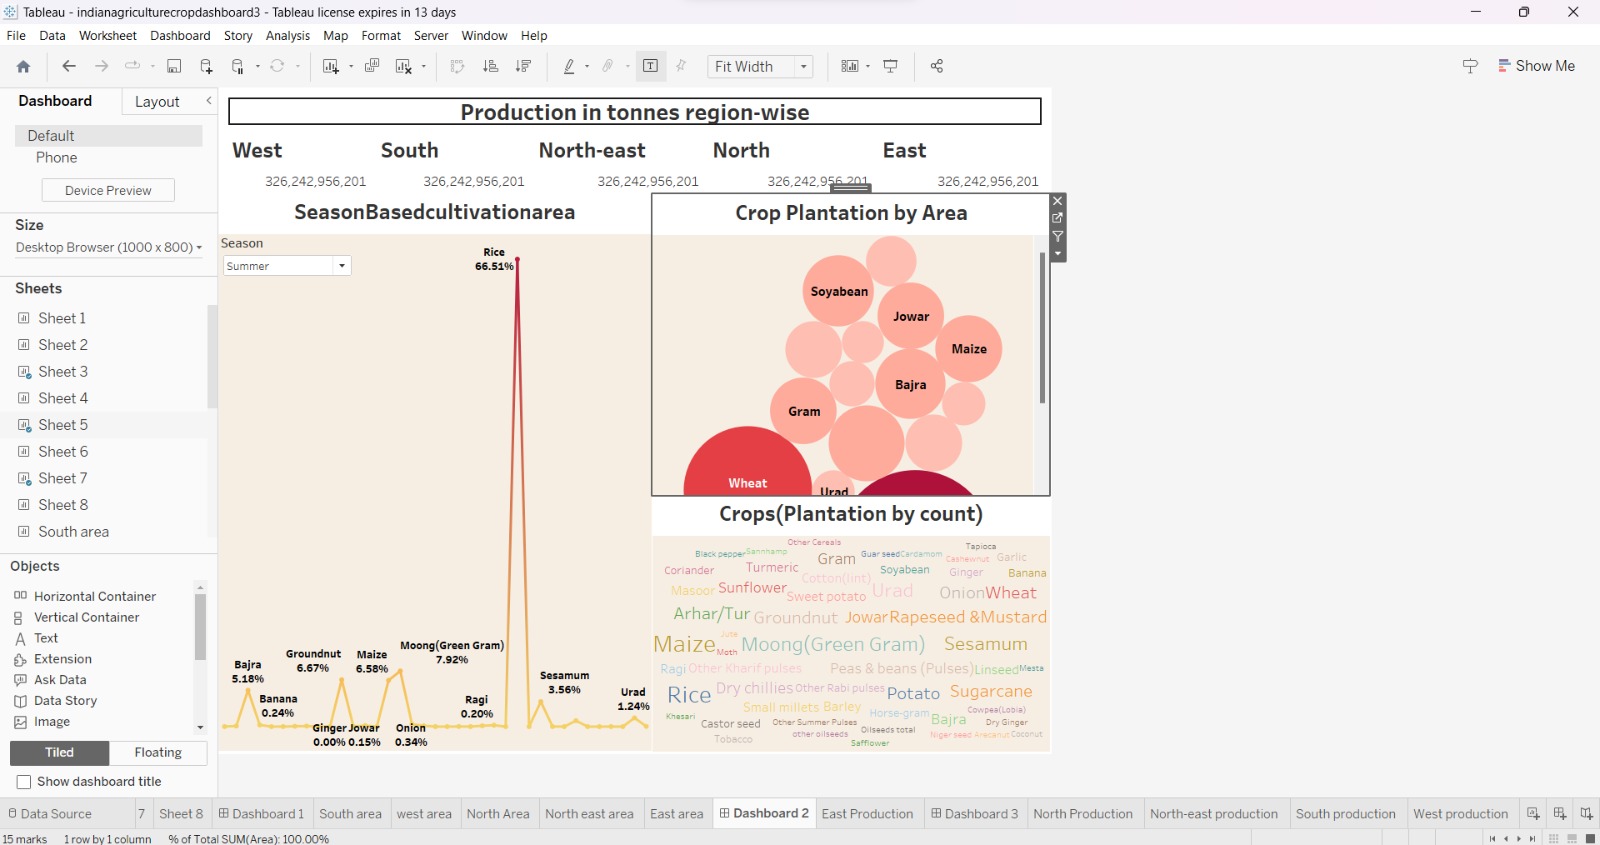 Tableau - indianagriculturecropdashboard3 - Tableau license expires in 13 days
File Data Worksheet Dashboard Story Analysis Map Format Server Window Help
Fit Width
Show Me
Dashboard Layout
Default
Phone
Device Preview
Size
Desktop Browser (1000 x 800)
Sheets
Sheet 1
Sheet 2
Sheet 3
Sheet 4
Sheet 5
Sheet 6
Sheet 7
Sheet 8
South area
Objects
Horizontal Container
Vertical Container
Text
Extension
Ask Data
Data Story
Image
Tiled Floating
Show dashboard title
Production in tonnes region-wise
West South North-east North East
326,242,956,201 326,242,956,201 326,242,956,201 326,242,956,201 326,242,956,201
SeasonBasedcultivationarea
Season
Summer
Rice
66.51%
Moong(Green Gram)
7.92%
Groundnut
6.67%
Maize
6.58%
Bajra
5.18%
Sesamum
3.56%
Banana
0.24%
Ragi
0.20%
Urad
1.24%
Ginger Jowar Onion
0.00% 0.15% 0.34%
Crop Plantation by Area
Soyabean
Jowar
Maize
Bajra
Gram
Wheat
Urad
Crops(Plantation by count)
Other Cereals Tapioca
Black pepper Sannhamp Gram Guar seed Cardamom Cashewnut Garlic
Coriander Turmeric Soyabean Ginger Banana
Masoor Sunflower Cotton(lint) Sweet potato Urad Onion Wheat
Arhar/Tur Groundnut Jowar Rapeseed &Mustard
Maize Jute Moth Moong(Green Gram) Sesamum
Ragi Other Kharif pulses Peas & beans (Pulses) Linseed Mesta
Rice Dry chillies Other Rabi pulses Potato Sugarcane
Small millets Barley Horse-gram Cowpea(Lobia)
Khesari Castor seed Other Summer Pulses Bajra Dry Ginger
Tobacco other oilseeds Oilseeds total Niger seed Arecanut Coconut
Safflower
Data Source 7 Sheet 8 Dashboard 1 South area west area North Area North east area East area Dashboard 2 East Production Dashboard 3 North Production North-east production South production West production
15 marks 1 row by 1 column % of Total SUM(Area): 100.00%